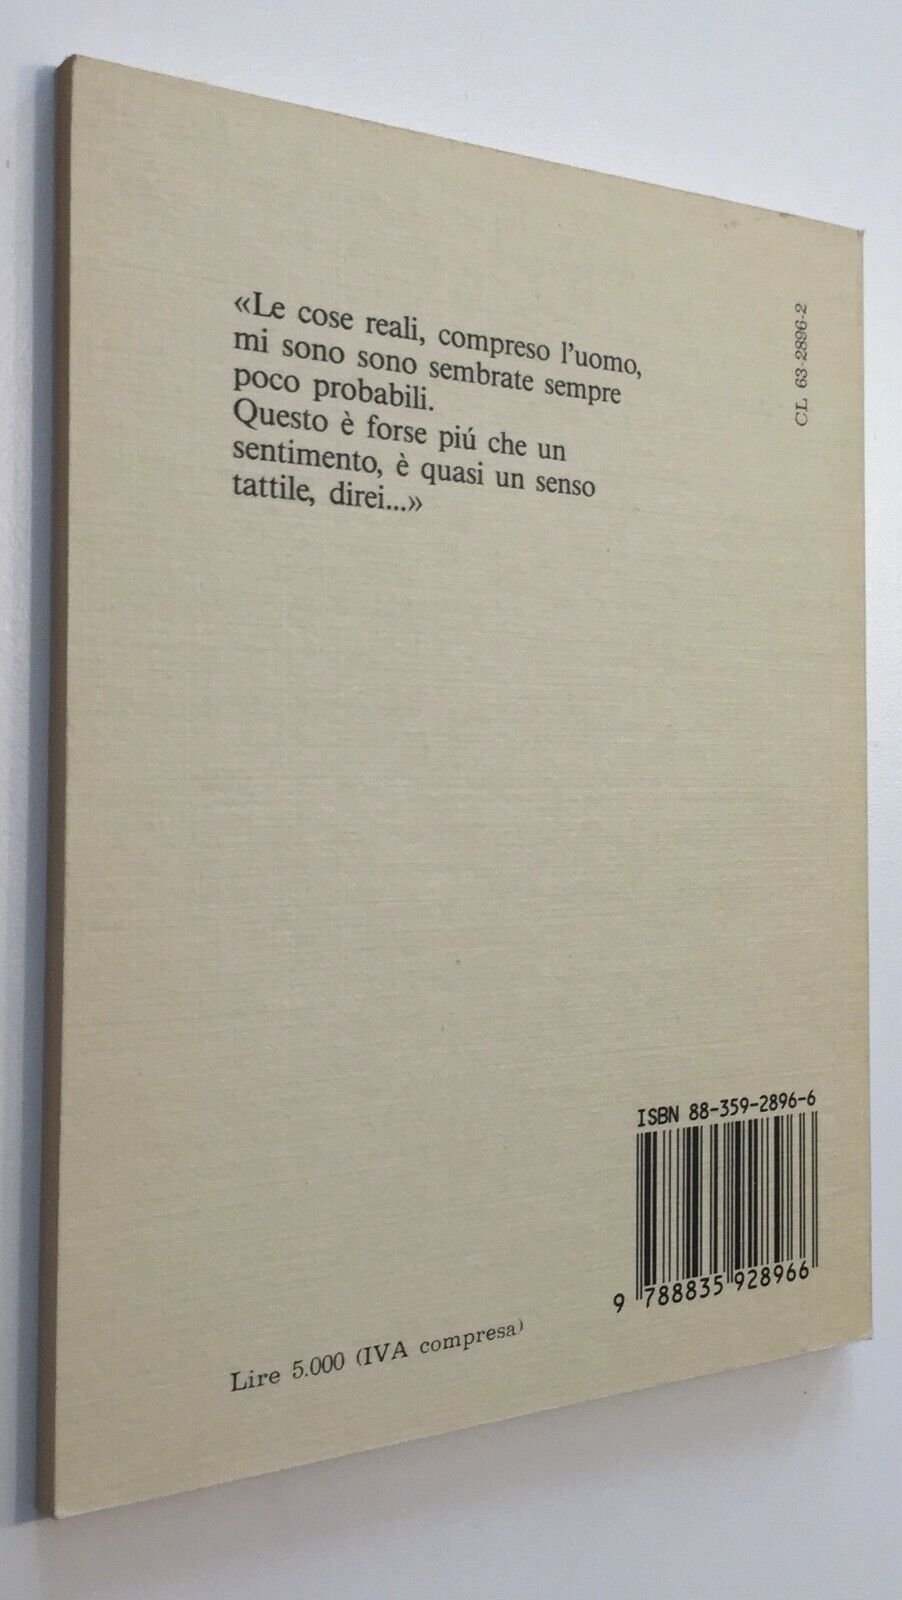 «Le cose reali, compreso l'uomo,
mi sono sono sembrate sempre
poco probabili.
Questo è forse piú che un
sentimento, è quasi un senso
tattile, direi...»
CL 63-2896-2
ISBN 88-359-2896-6
9 788835 928966
Lire 5.000 (IVA compresa)